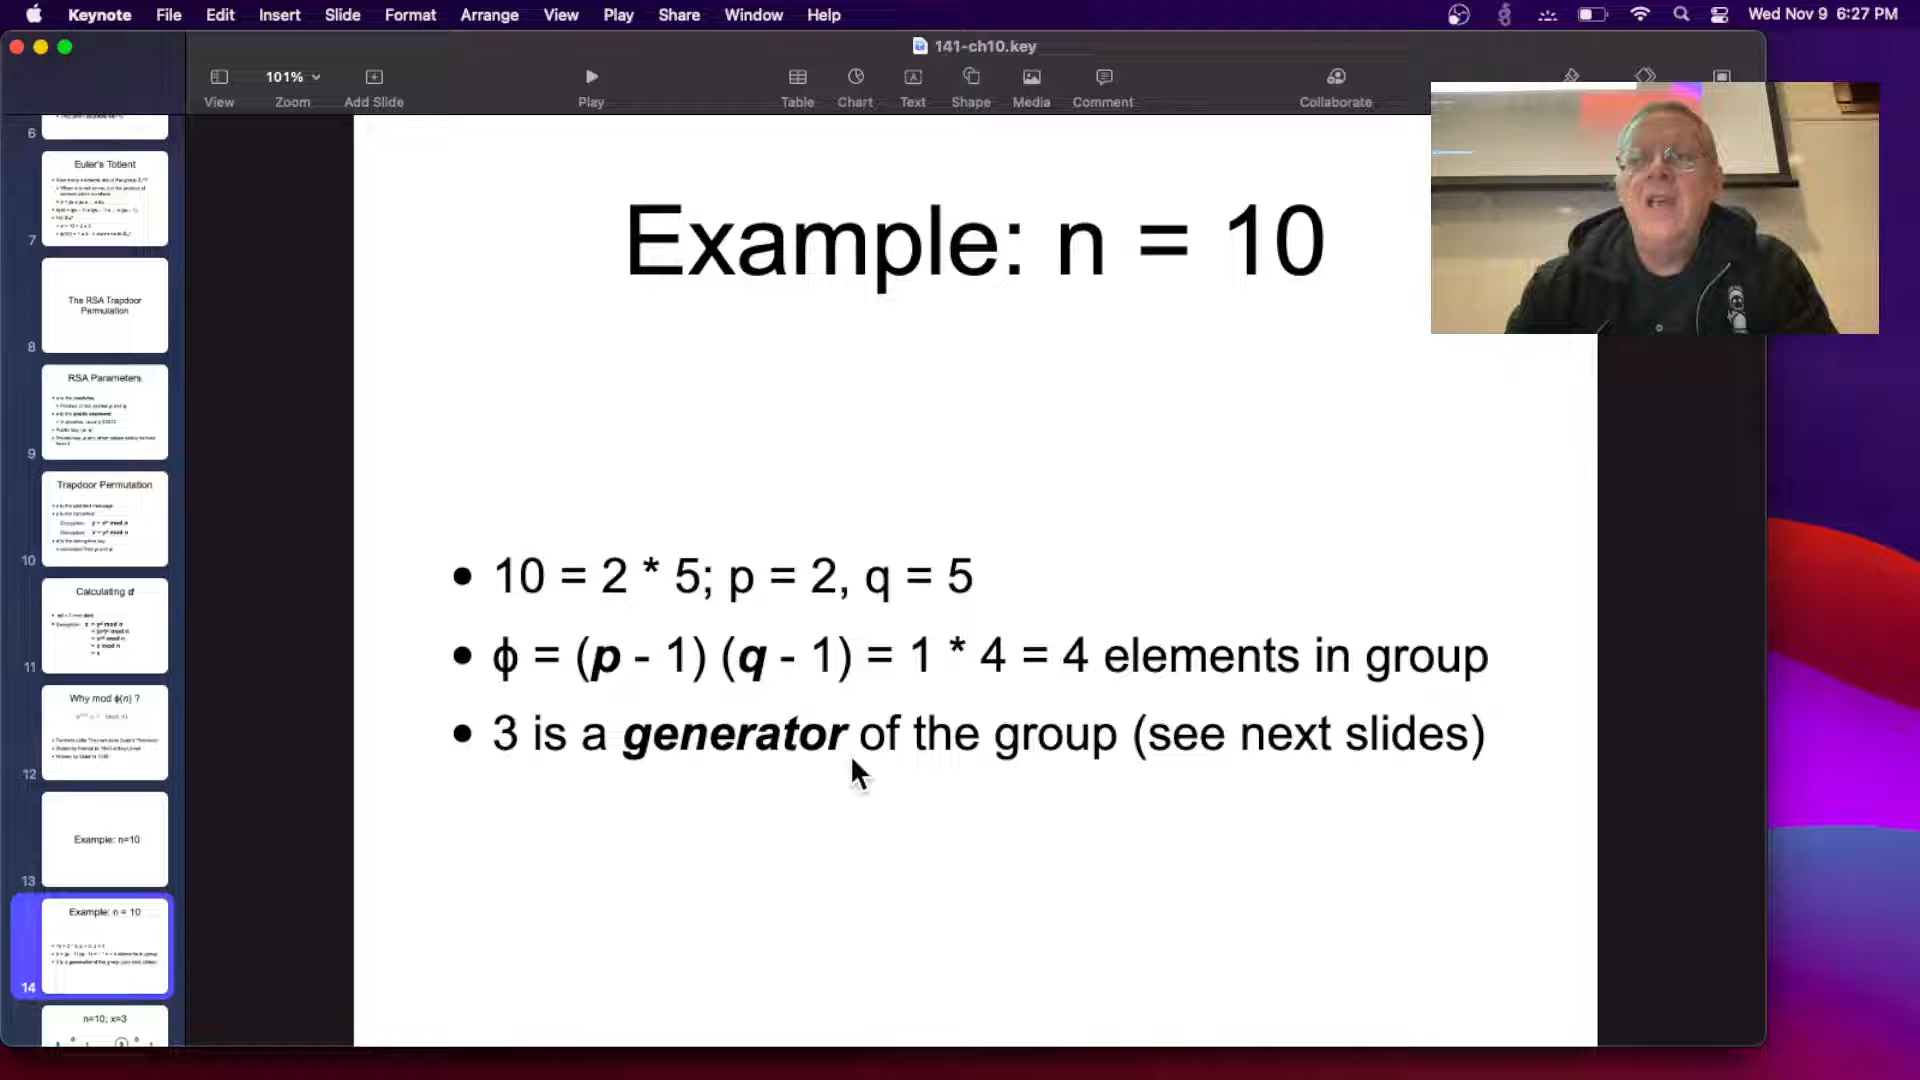 Keynote File Edit Insert Slide Format Arrange View Play Share Window Help Wed Nov 9 6:27 PM
141-ch10.key
101%
View Zoom Add Slide Play Table Chart Text Shape Media Comment Collaborate
6
Euler's Totient
7
The RSA Trapdoor
Permutation
8
RSA Parameters
9
Trapdoor Permutation
10
Calculating d
11
Why mod ϕ(n) ?
12
Example: n=10
13
Example: n = 10
14
n=10; x=3
Example: n = 10
• 10 = 2 * 5; p = 2, q = 5
• ϕ = (p - 1) (q - 1) = 1 * 4 = 4 elements in group
• 3 is a generator of the group (see next slides)